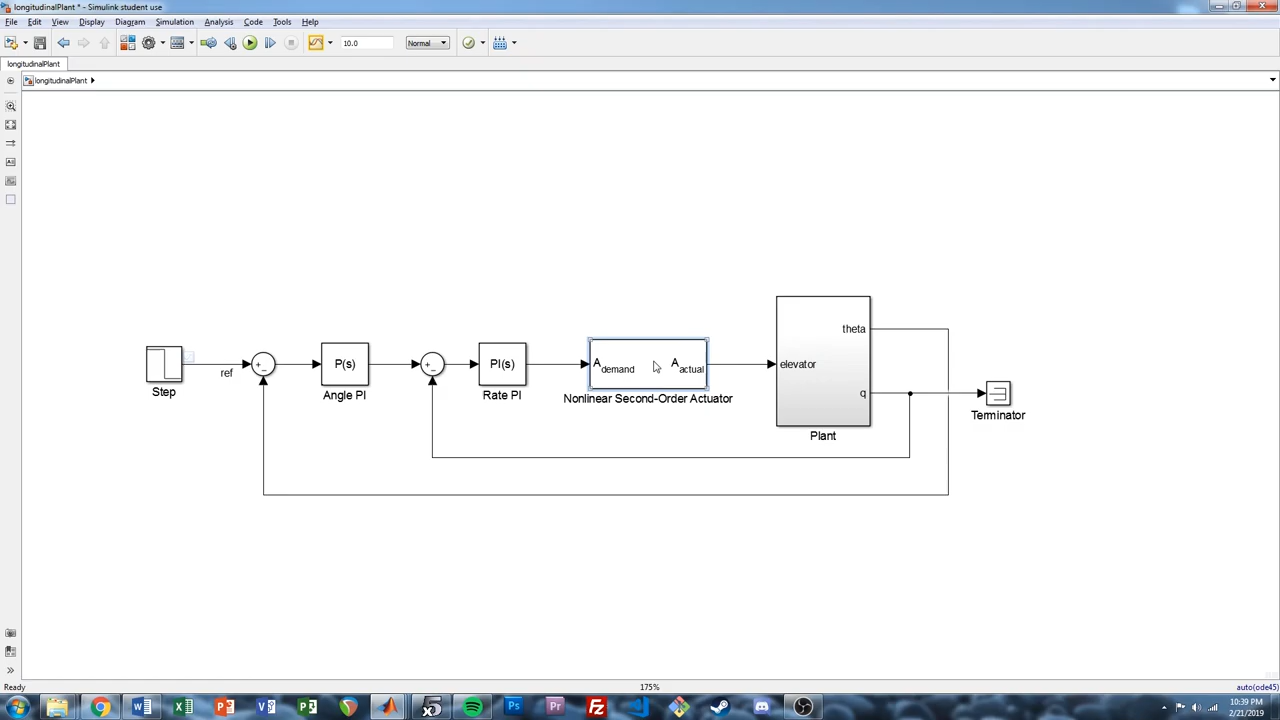 longitudinalPlant * - Simulink student use
File Edit View Display Diagram Simulation Analysis Code Tools Help
10.0 Normal
longitudinalPlant
longitudinalPlant
theta
P(s) PI(s) A demand A actual elevator
ref
q
Step Angle PI Rate PI Nonlinear Second-Order Actuator
Terminator
Plant
Ready 175% auto(ode45)
10:39 PM
2/21/2019